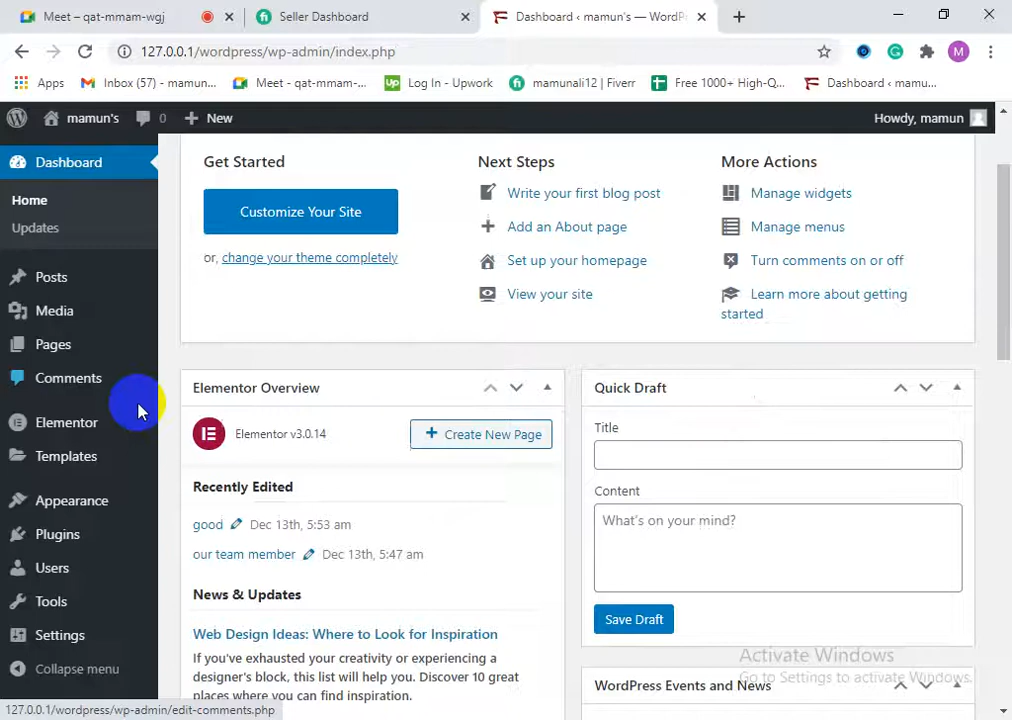 Meet – qat-mmam-wgj
Seller Dashboard
Dashboard ‹ mamun's — WordP
127.0.0.1/wordpress/wp-admin/index.php
M
Apps
Inbox (57) - mamun...
Meet - qat-mmam-...
Up
Log In - Upwork
fi
mamunali12 | Fiverr
Free 1000+ High-Q...
Dashboard ‹ mamu...
mamun's
0
New
Howdy, mamun
Dashboard
Home
Updates
Posts
Media
Pages
Comments
Elementor
Templates
Appearance
Plugins
Users
Tools
Settings
Collapse menu
Get Started
Customize Your Site
or, change your theme completely
Next Steps
Write your first blog post
Add an About page
Set up your homepage
View your site
More Actions
Manage widgets
Manage menus
Turn comments on or off
Learn more about getting
started
Elementor Overview
Elementor v3.0.14
Create New Page
Recently Edited
good Dec 13th, 5:53 am
our team member Dec 13th, 5:47 am
News & Updates
Web Design Ideas: Where to Look for Inspiration
If you've exhausted your creativity or experiencing a
designer's block, this list will help you. Discover 10 great
places where you can find inspiration.
Quick Draft
Title
Content
What's on your mind?
Save Draft
WordPress Events and News
Activate Windows
Go to Settings to activate Windows.
127.0.0.1/wordpress/wp-admin/edit-comments.php